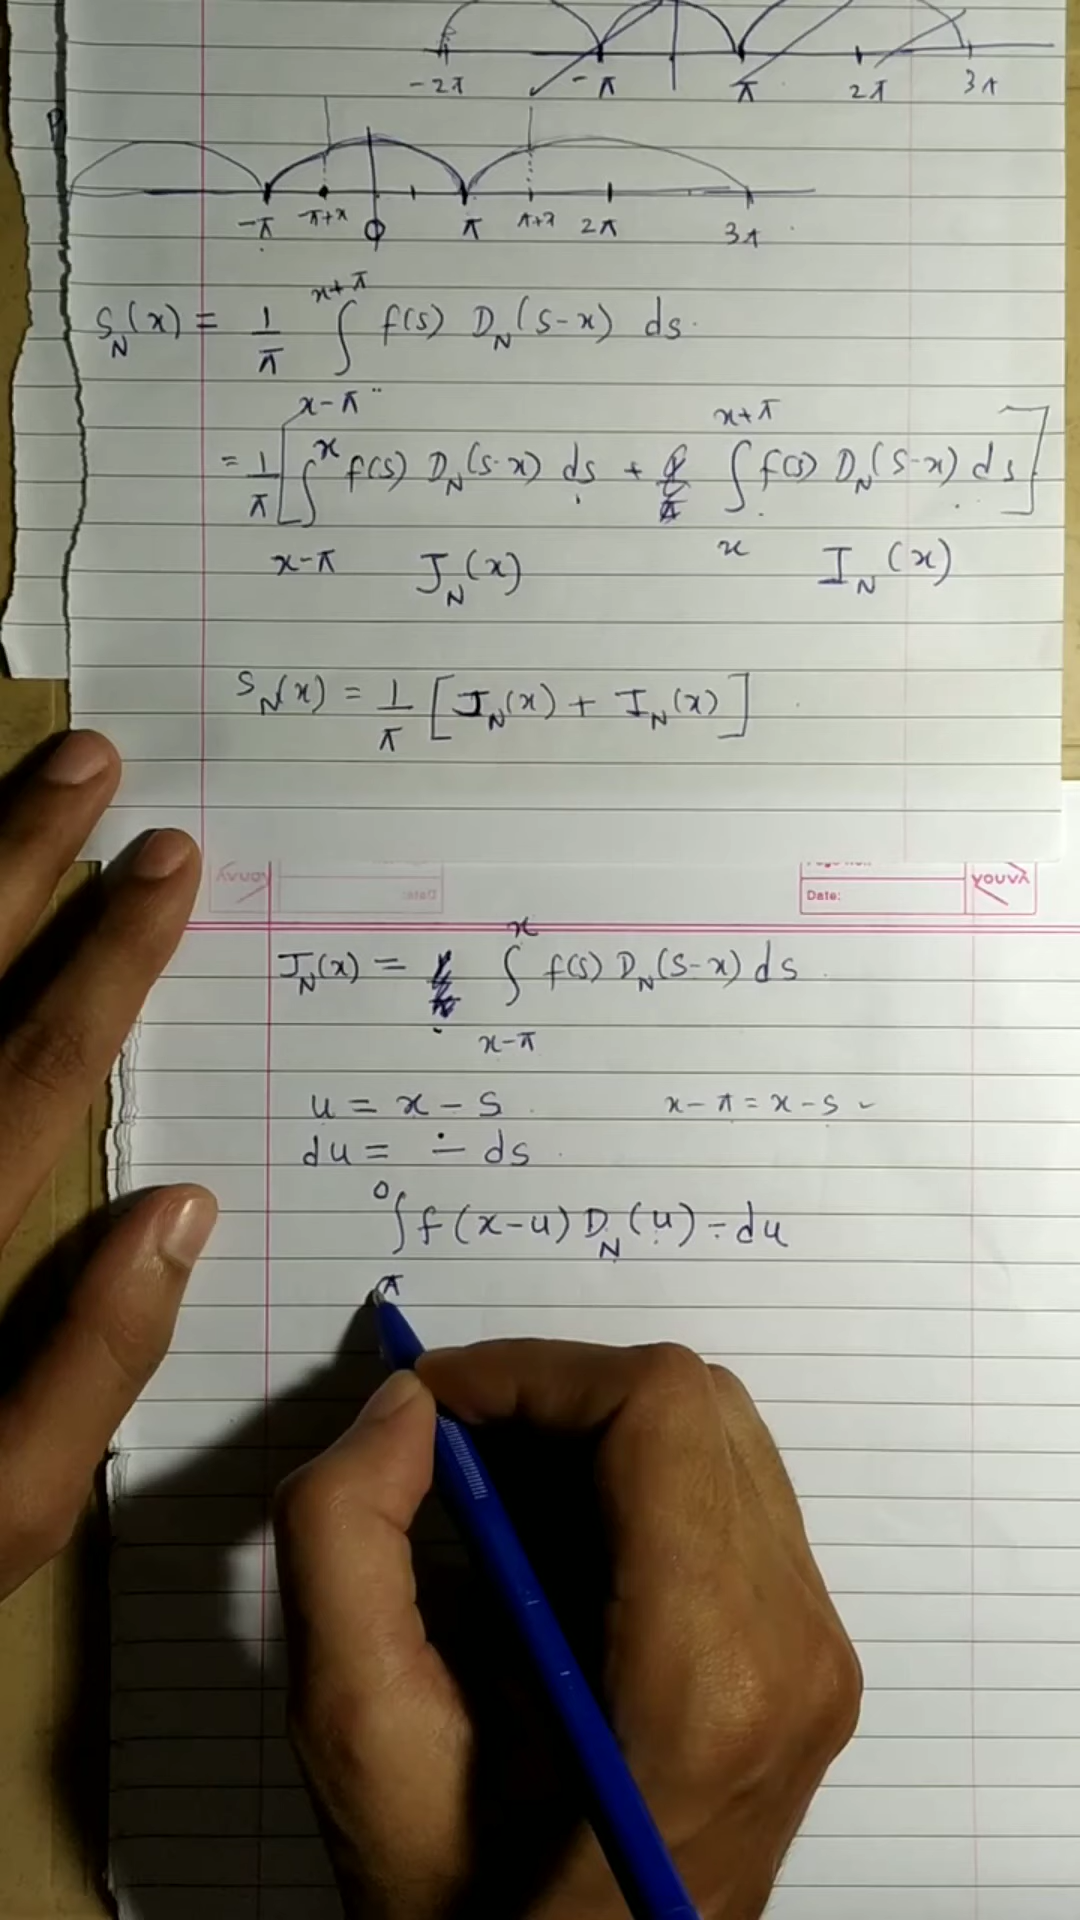 -2π -π π 2π 3π
-π -π+x 0 π π+x 2π 3π
S_N(x) = 1/π ∫_{x-π}^{x+π} f(s) D_N(s-x) ds.
= 1/π [ ∫_{x-π}^{x} f(s) D_N(s-x) ds + ∫_{x}^{x+π} f(s) D_N(s-x) ds ]
J_N(x) I_N(x)
S_N(x) = 1/π [ J_N(x) + I_N(x) ]
Date:
YOUVA
J_N(x) = ∫_{x-π}^{x} f(s) D_N(s-x) ds.
u = x - s. x - π = x - s
du = - ds.
∫_{π}^{0} f(x-u) D_N(u) - du